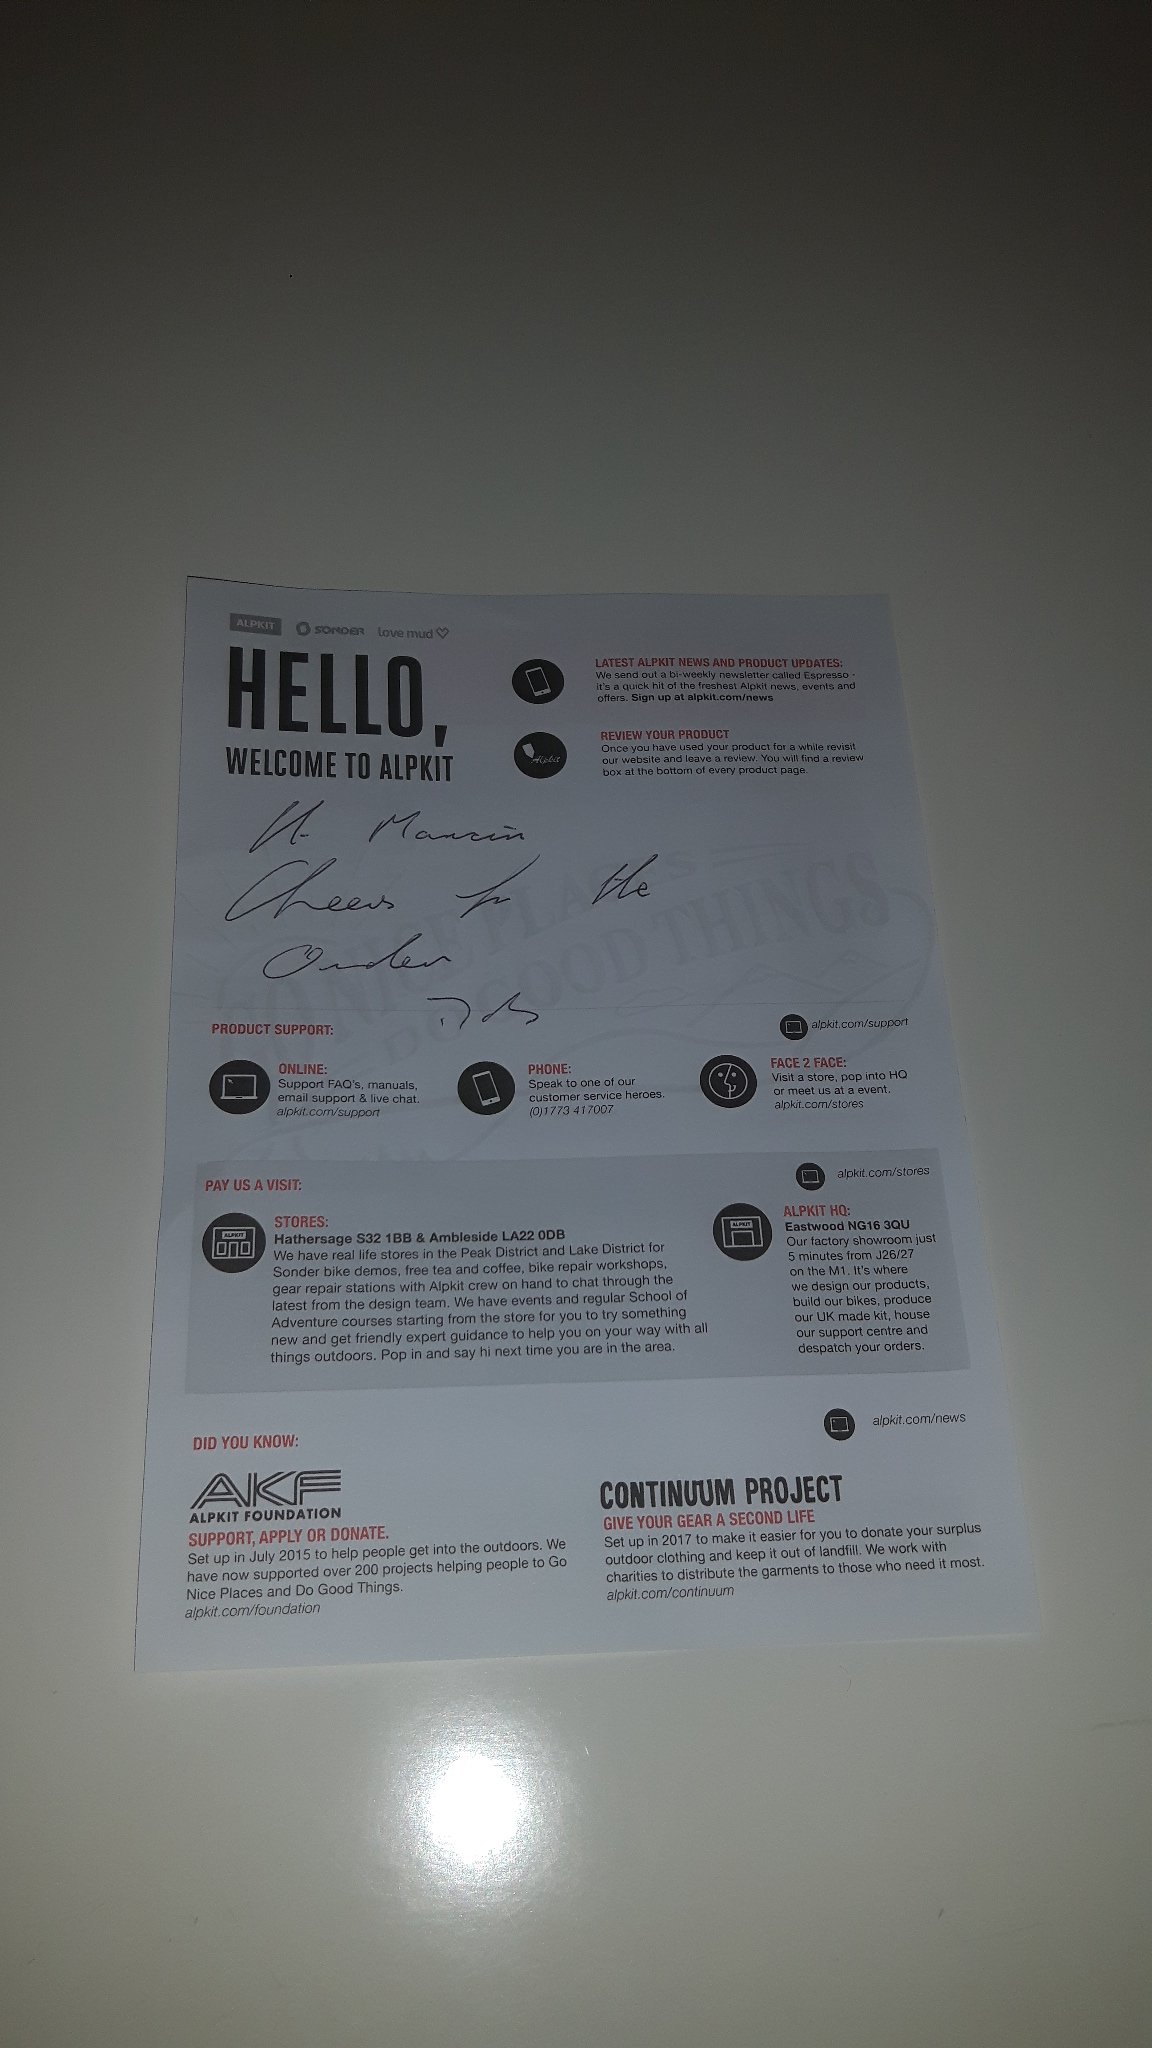 ALPKIT SONDER love mud
HELLO,
WELCOME TO ALPKIT
LATEST ALPKIT NEWS AND PRODUCT UPDATES:
We send out a bi-weekly newsletter called Espresso -
it's a quick hit of the freshest Alpkit news, events and
offers. Sign up at alpkit.com/news
Alpkit
REVIEW YOUR PRODUCT
Once you have used your product for a while revisit
our website and leave a review. You will find a review
box at the bottom of every product page.
Hi Marcin
Cheers for the
Order
GO NICE PLACES
DO GOOD THINGS
PRODUCT SUPPORT:
alpkit.com/support
ONLINE:
Support FAQ's, manuals,
email support & live chat.
alpkit.com/support
PHONE:
Speak to one of our
customer service heroes.
(0)1773 417007
FACE 2 FACE:
Visit a store, pop into HQ
or meet us at a event.
alpkit.com/stores
PAY US A VISIT:
alpkit.com/stores
ALPKIT
STORES:
Hathersage S32 1BB & Ambleside LA22 0DB
We have real life stores in the Peak District and Lake District for
Sonder bike demos, free tea and coffee, bike repair workshops,
gear repair stations with Alpkit crew on hand to chat through the
latest from the design team. We have events and regular School of
Adventure courses starting from the store for you to try something
new and get friendly expert guidance to help you on your way with all
things outdoors. Pop in and say hi next time you are in the area.
ALPKIT
ALPKIT HQ:
Eastwood NG16 3QU
Our factory showroom just
5 minutes from J26/27
on the M1. It's where
we design our products,
build our bikes, produce
our UK made kit, house
our support centre and
despatch your orders.
DID YOU KNOW:
alpkit.com/news
AKF
ALPKIT FOUNDATION
SUPPORT, APPLY OR DONATE.
Set up in July 2015 to help people get into the outdoors. We
have now supported over 200 projects helping people to Go
Nice Places and Do Good Things.
alpkit.com/foundation
CONTINUUM PROJECT
GIVE YOUR GEAR A SECOND LIFE
Set up in 2017 to make it easier for you to donate your surplus
outdoor clothing and keep it out of landfill. We work with
charities to distribute the garments to those who need it most.
alpkit.com/continuum